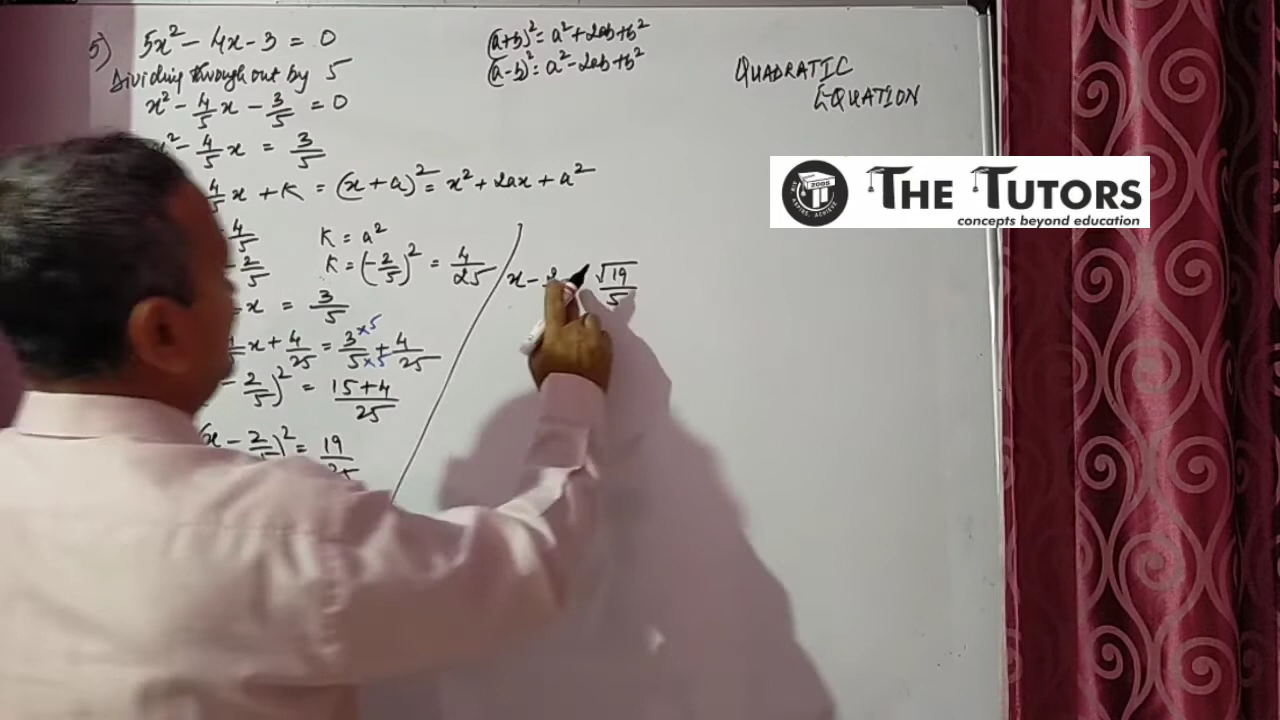 5) 5x² - 4x - 3 = 0
Dividing throughout by 5
x² - 4/5 x - 3/5 = 0
x² - 4/5 x = 3/5
4/5 x + K = (x + a)² = x² + 2ax + a²
4/5 K = a²
- 2/5 K = (-2/5)² = 4/25
x = 3/5
x + 4/25 = 3×5/5×5 + 4/25
- 2/5)² = 15+4/25
x - 2/5)² = 19
(a+b)² = a² + 2ab + b²
(a-b)² = a² - 2ab + b²
x - √19/5
QUADRATIC
EQUATION
THE TUTORS
concepts beyond education
2005